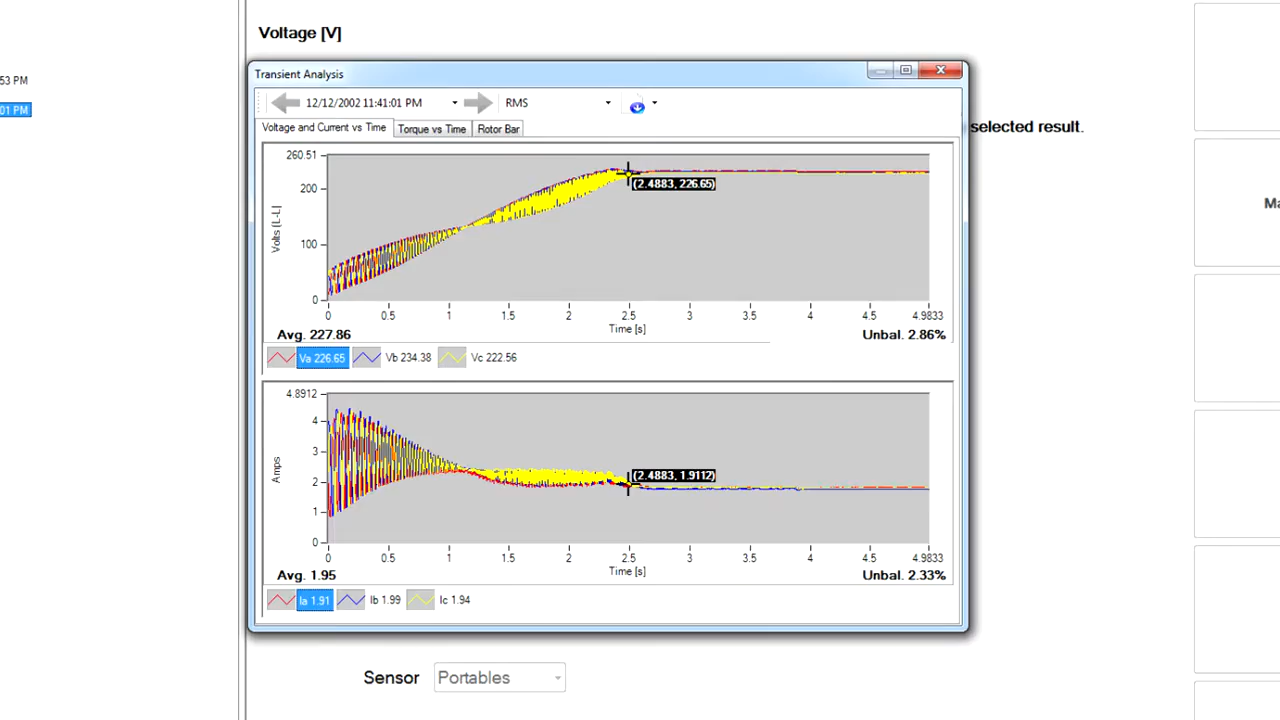 Voltage [V]
Transient Analysis
53 PM
01 PM
12/12/2002 11:41:01 PM
RMS
Voltage and Current vs Time
Torque vs Time
Rotor Bar
selected result.
260.51
200
100
0
Volts (L-L)
(2.4883, 226.65)
0 0.5 1 1.5 2 2.5 3 3.5 4 4.5 4.9833
Time [s]
Avg. 227.86
Unbal. 2.86%
Va 226.65
Vb 234.38
Vc 222.56
4.8912
4
3
2
1
0
Amps
(2.4883, 1.9112)
0 0.5 1 1.5 2 2.5 3 3.5 4 4.5 4.9833
Time [s]
Avg. 1.95
Unbal. 2.33%
Ia 1.91
Ib 1.99
Ic 1.94
Ma
Sensor
Portables